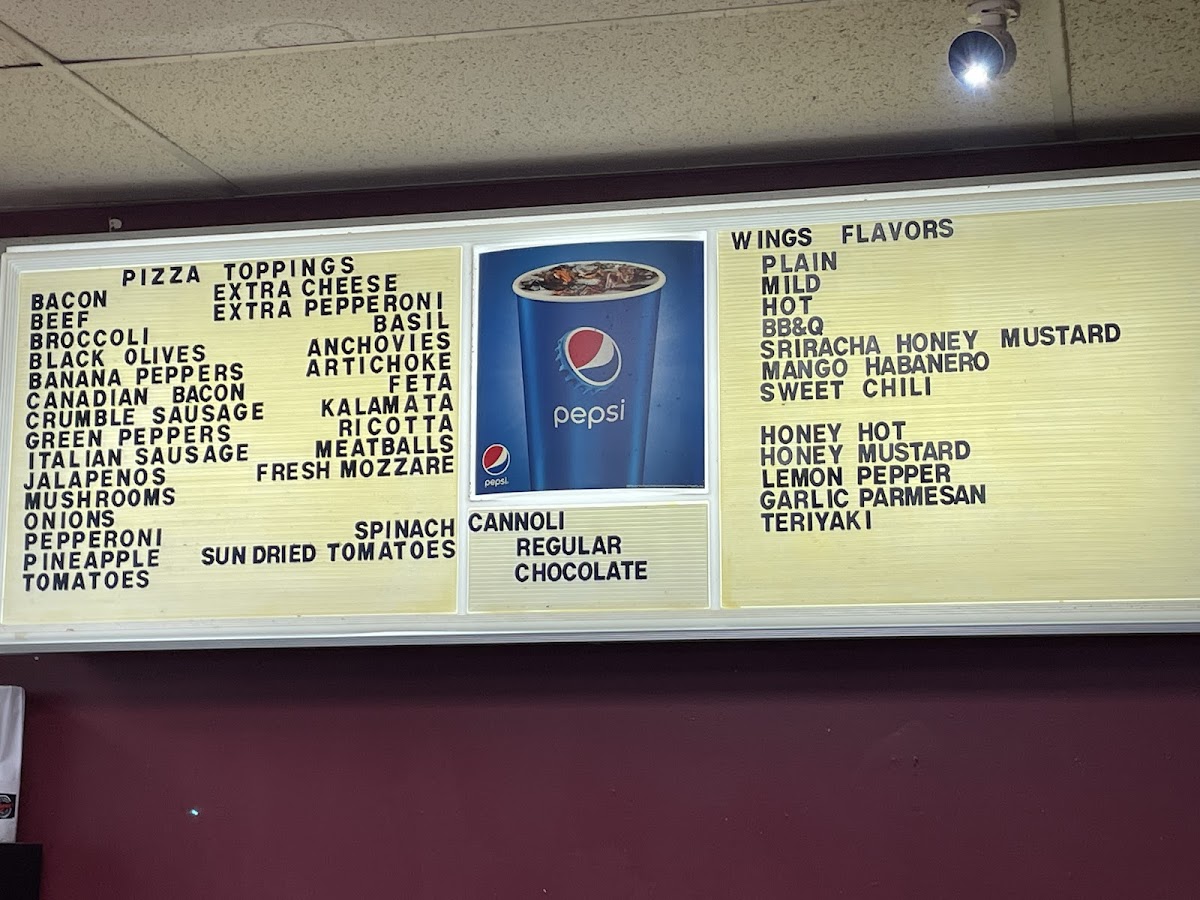 PIZZA TOPPINGS
BACON
BEEF
BROCCOLI
BLACK OLIVES
BANANA PEPPERS
CANADIAN BACON
CRUMBLE SAUSAGE
GREEN PEPPERS
ITALIAN SAUSAGE
JALAPENOS
MUSHROOMS
ONIONS
PEPPERONI
PINEAPPLE
TOMATOES
EXTRA CHEESE
EXTRA PEPPERONI
BASIL
ANCHOVIES
ARTICHOKE
FETA
KALAMATA
RICOTTA
MEATBALLS
FRESH MOZZARE
SPINACH
SUN DRIED TOMATOES
pepsi
pepsi.
CANNOLI
REGULAR
CHOCOLATE
WINGS FLAVORS
PLAIN
MILD
HOT
BB&Q
SRIRACHA HONEY MUSTARD
MANGO HABANERO
SWEET CHILI
HONEY HOT
HONEY MUSTARD
LEMON PEPPER
GARLIC PARMESAN
TERIYAKI